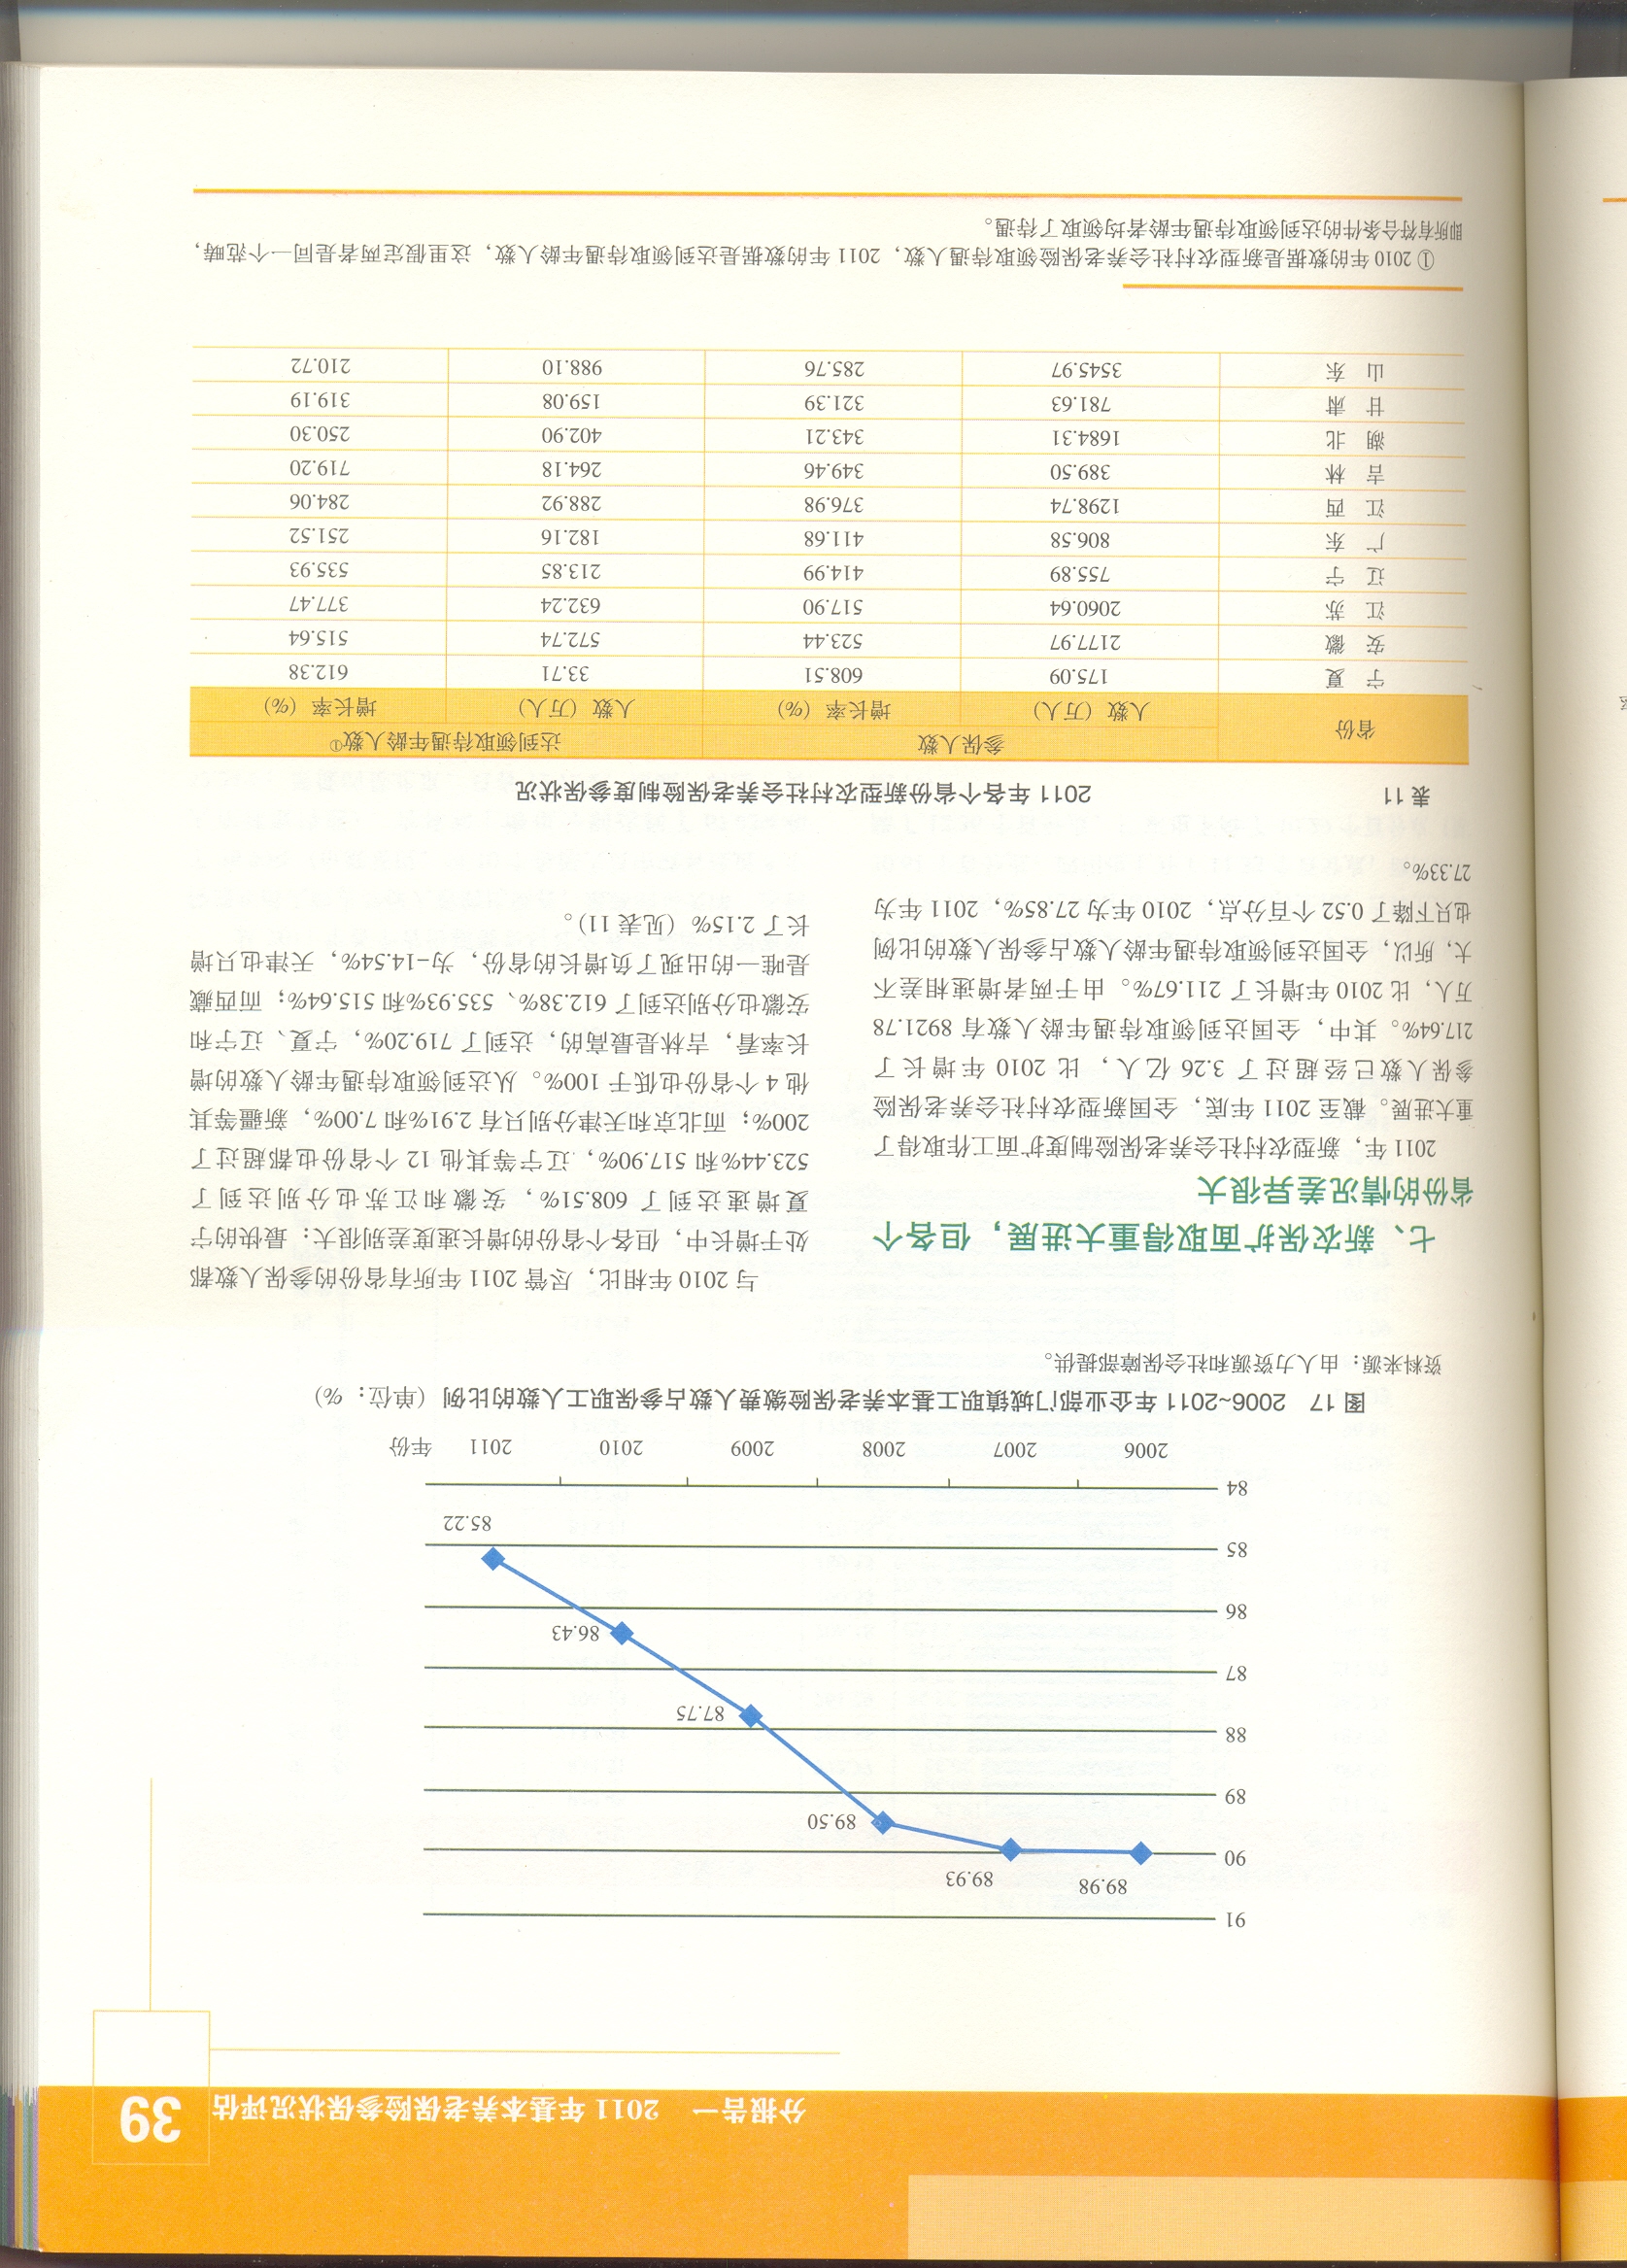 分报告一 2011 年基本养老保险参保状况评估
39
91
90
89
88
87
86
85
84
89.98
89.93
89.50
87.75
86.43
85.22
2006 2007 2008 2009 2010 2011 年份
图 17 2006~2011 年企业部门城镇职工基本养老保险缴费人数占参保职工人数的比例（单位：%）
资料来源：由人力资源和社会保障部提供。
七、新农保扩面取得重大进展，但各个
省份的情况差异很大
2011 年，新型农村社会养老保险制度扩面工作取得了
重大进展。截至 2011 年底，全国新型农村社会养老保险
参保人数已经超过了 3.26 亿人，比 2010 年增长了
217.64%。其中，全国达到领取待遇年龄人数有 8921.78
万人，比 2010 年增长了 211.67%。由于两者增速相差不
大，所以，全国达到领取待遇年龄人数占参保人数的比例
也只下降了 0.52 个百分点，2010 年为 27.85%，2011 年为
27.33%。
与 2010 年相比，尽管 2011 年所有省份的参保人数都
处于增长中，但各个省份的增长速度差别很大：最快的宁
夏增速达到了 608.51%，安徽和江苏也分别达到了
523.44%和 517.90%，辽宁等其他 12 个省份也都超过了
200%；而北京和天津分别只有 2.91%和 7.00%，新疆等其
他 4 个省份也低于 100%。从达到领取待遇年龄人数的增
长率看，吉林是最高的，达到了 719.20%，宁夏、辽宁和
安徽也分别达到了 612.38%、535.93%和 515.64%；而西藏
是唯一的出现了负增长的省份，为-14.54%，天津也只增
长了 2.15%（见表 11）。
表 11 2011 年各个省份新型农村社会养老保险制度参保状况
省份 参保人数 达到领取待遇年龄人数①
人数（万人） 增长率（%） 人数（万人） 增长率（%）
宁 夏 175.09 608.51 33.71 612.38
安 徽 2177.97 523.44 572.74 515.64
江 苏 2060.64 517.90 632.24 377.47
辽 宁 755.89 414.99 213.85 535.93
广 东 806.58 411.68 182.16 251.52
江 西 1298.74 376.98 288.92 284.06
吉 林 389.50 349.46 264.18 719.20
湖 北 1684.31 343.21 402.90 250.30
甘 肃 781.63 321.39 159.08 319.19
山 东 3545.97 285.76 988.10 210.72
① 2010 年的数据是新型农村社会养老保险领取待遇人数，2011 年的数据是达到领取待遇年龄人数，这里假定两者是同一个范畴，
即所有符合条件的达到领取待遇年龄者均领取了待遇。